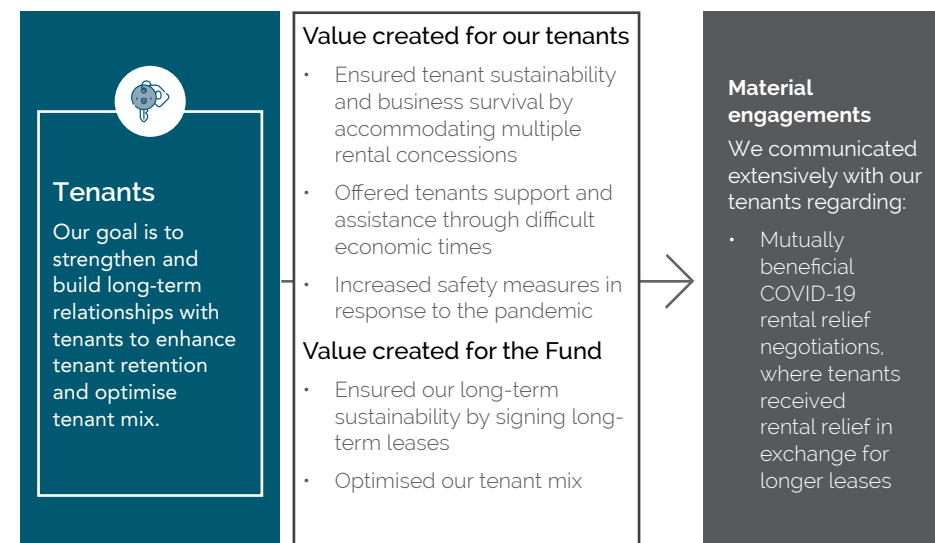 Tenants
Our goal is to
strengthen and
build long-term
relationships with
tenants to enhance
tenant retention
and optimise
tenant mix.
Value created for our tenants
• Ensured tenant sustainability
and business survival by
accommodating multiple
rental concessions
• Offered tenants support and
assistance through difficult
economic times
• Increased safety measures in
response to the pandemic
Value created for the Fund
• Ensured our long-term
sustainability by signing long-
term leases
• Optimised our tenant mix
Material
engagements
We communicated
extensively with our
tenants regarding:
• Mutually
beneficial
COVID-19
rental relief
negotiations,
where tenants
received
rental relief in
exchange for
longer leases